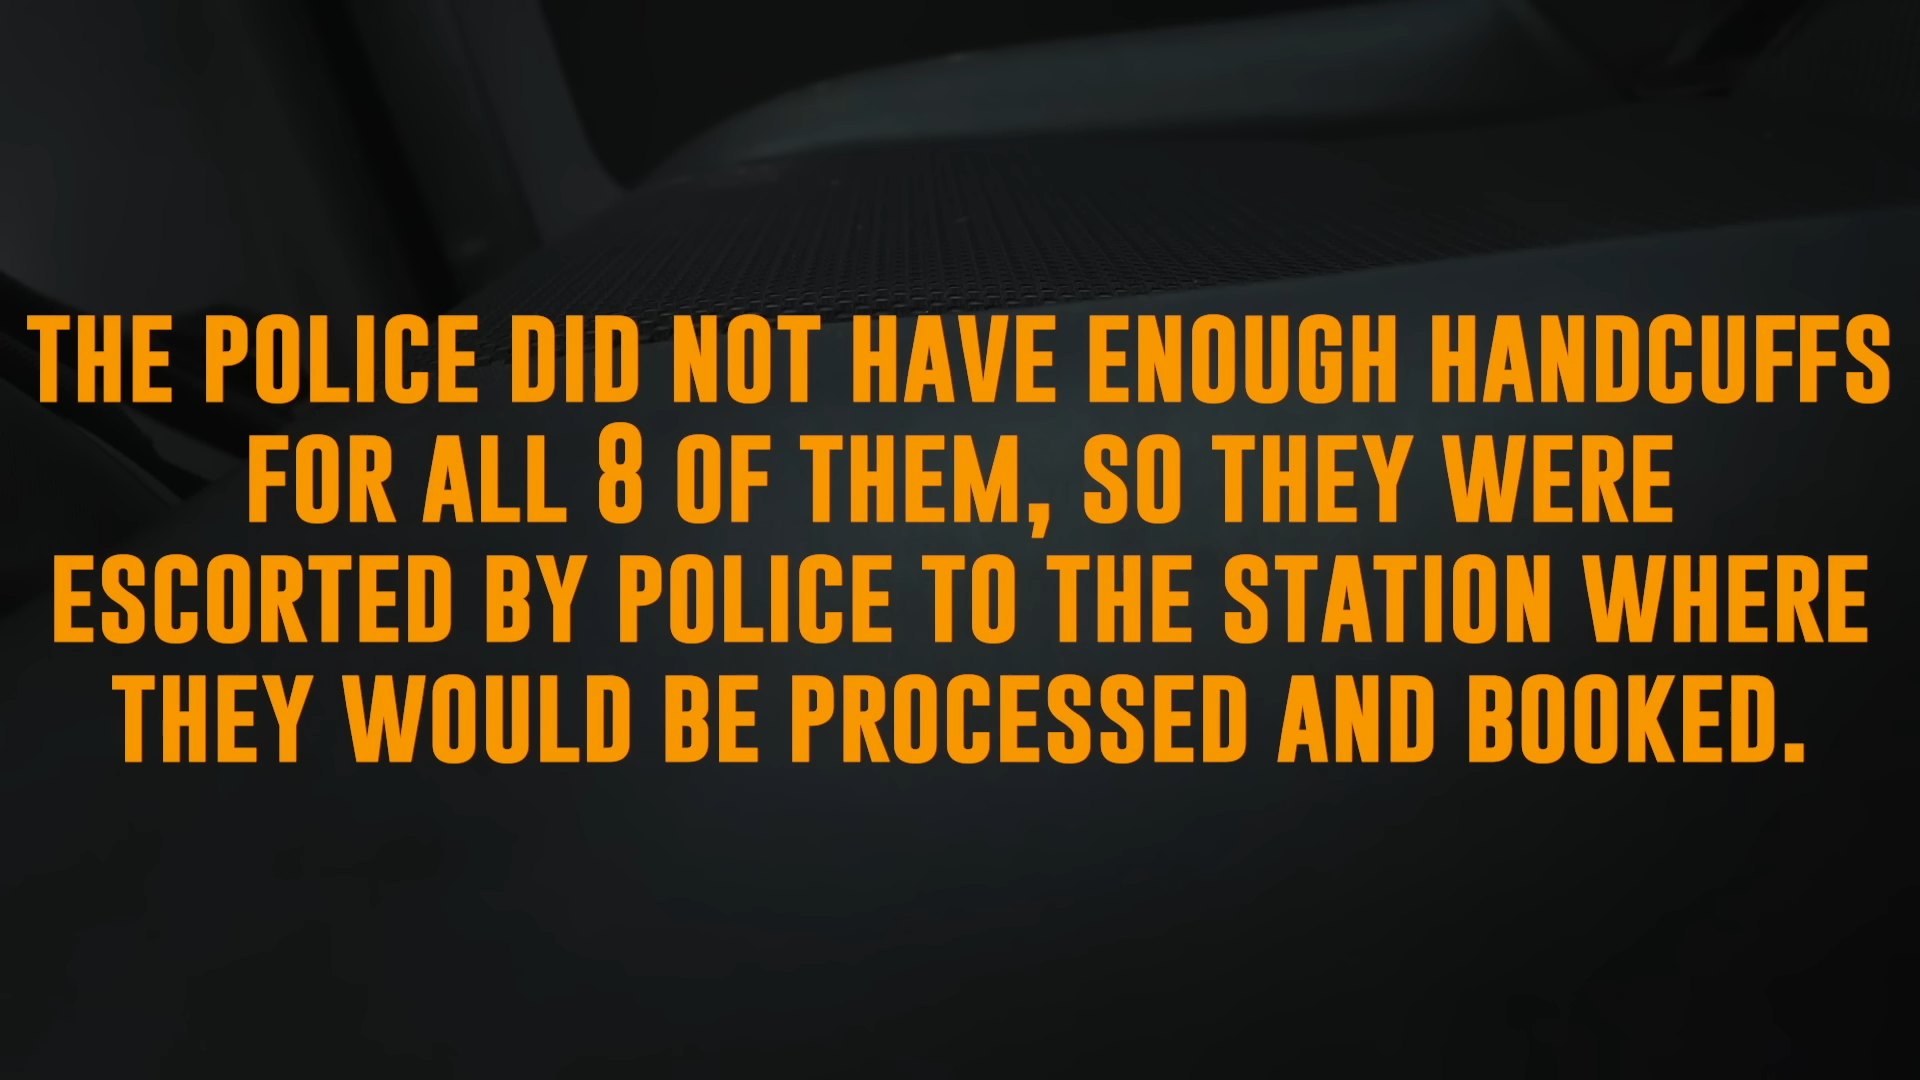 THE POLICE DID NOT HAVE ENOUGH HANDCUFFS
FOR ALL 8 OF THEM, SO THEY WERE
ESCORTED BY POLICE TO THE STATION WHERE
THEY WOULD BE PROCESSED AND BOOKED.